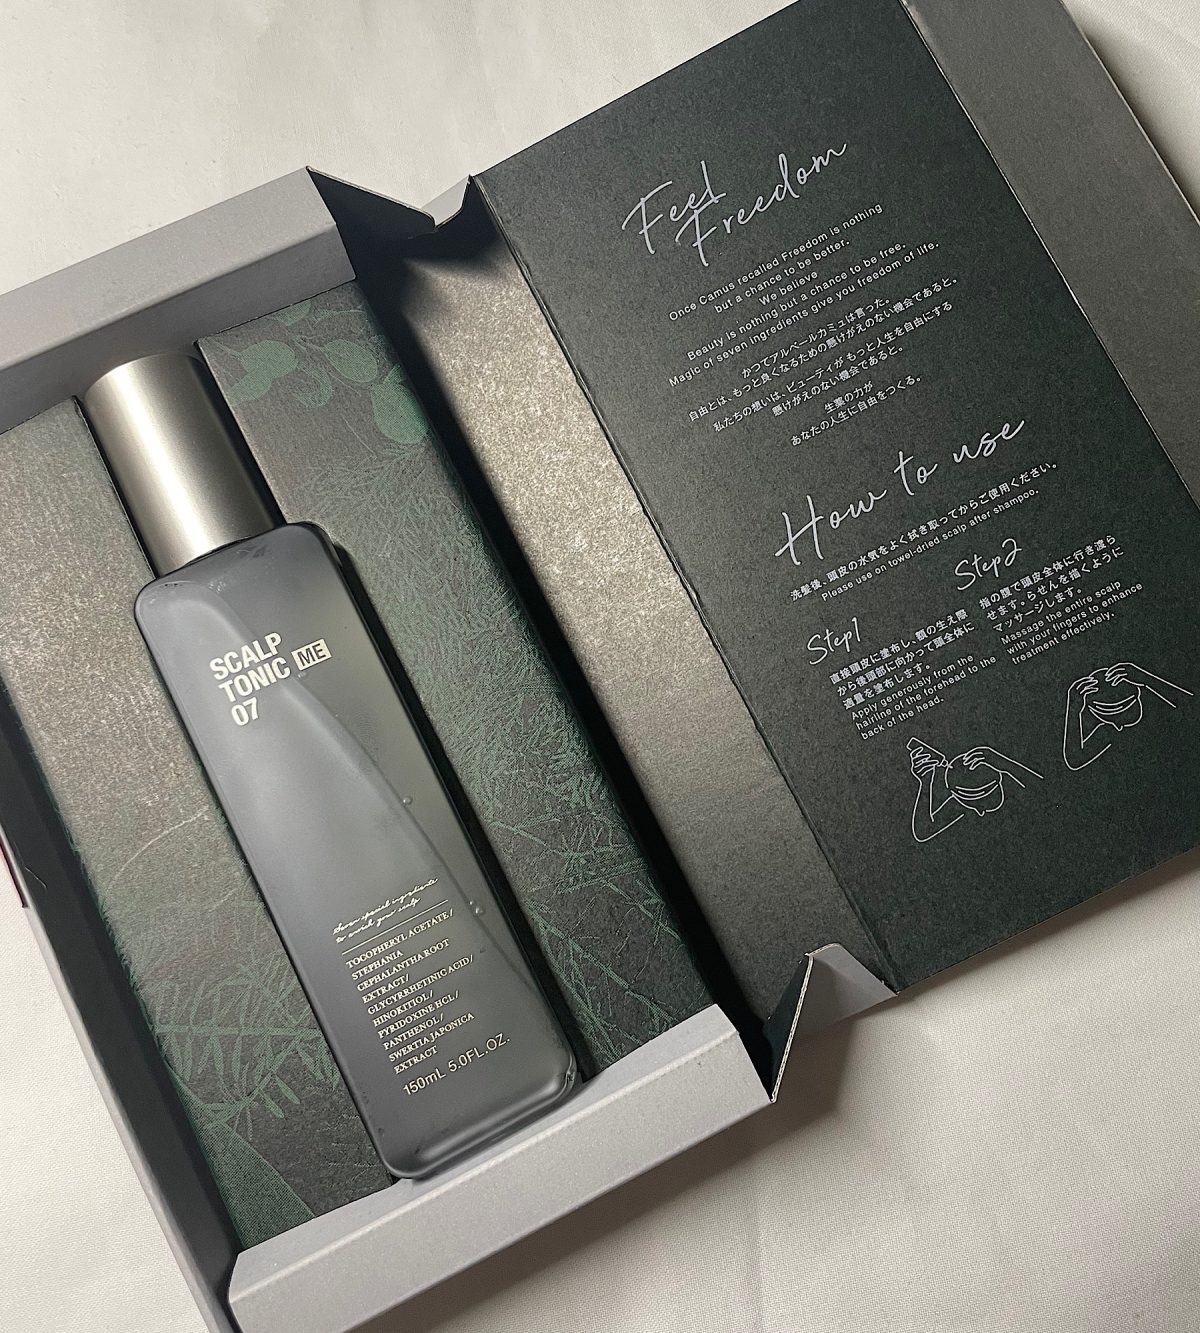 SCALP
TONIC ME
07
Seven special ingredients
to enrich your scalp
TOCOPHERYL ACETATE /
STEPHANIA
CEPHALANTHA ROOT
EXTRACT /
GLYCYRRHETINIC ACID /
HINOKITIOL /
PYRIDOXINE HCL /
PANTHENOL /
SWERTIA JAPONICA
EXTRACT
150mL 5.0FL.OZ.
Feel
Freedom
Once Camus recalled Freedom is nothing
but a chance to be better.
We believe
Beauty is nothing but a chance to be free.
Magic of seven ingredients give you freedom of life.
かつてアルベールカミュは言った。
自由とは、もっと良くなるための懸けがえのない機会であると。
私たちの想いは、ビューティが もっと人生を自由にする
懸けがえのない機会であると。
生薬の力が
あなたの人生に自由をつくる。
How to use
洗髪後、頭皮の水気をよく拭き取ってからご使用ください。
Please use on towel-dried scalp after shampoo.
Step1
直接頭皮に塗布し、額の生え際
から後頭部に向かって頭全体に
適量を塗布します。
Apply generously from the
hairline of the forehead to the
back of the head.
Step2
指の腹で頭皮全体に行き渡ら
せます。らせんを描くように
マッサージします。
Massage the entire scalp
with your fingers to enhance
treatment effectively.